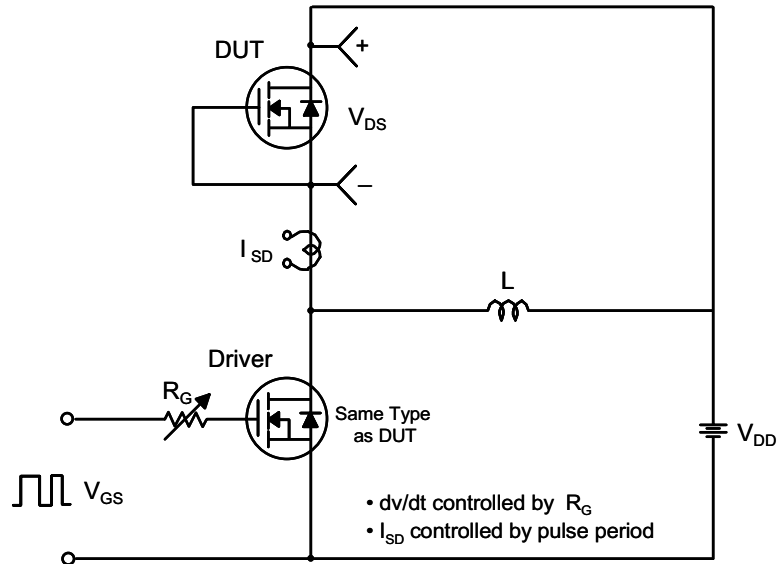 DUT
+
V_DS
–
I_SD
L
Driver
R_G
Same Type
as DUT
V_DD
V_GS
• dv/dt controlled by R_G
• I_SD controlled by pulse period